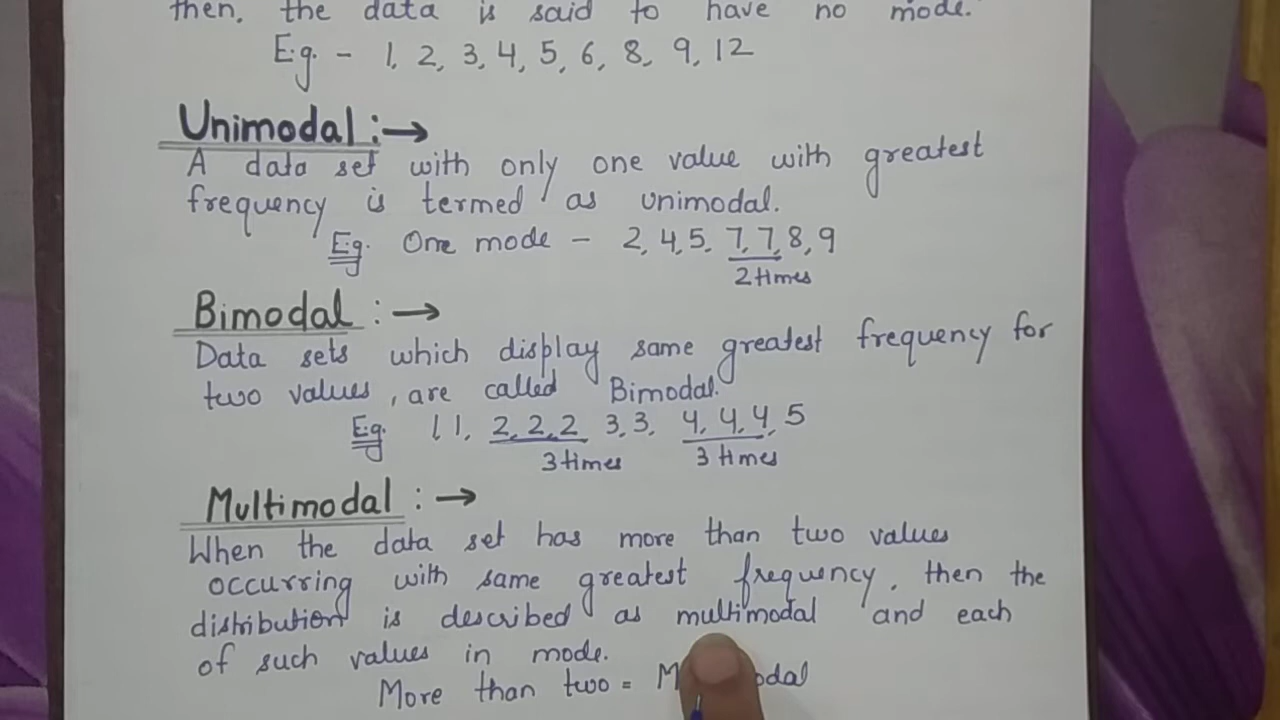 then, the data is said to have no mode.
E.g. - 1, 2, 3, 4, 5, 6, 8, 9, 12
Unimodal :→
A data set with only one value with greatest
frequency is termed as unimodal.
E.g. One mode - 2, 4, 5, 7, 7, 8, 9
2 times
Bimodal :→
Data sets which display same greatest frequency for
two values, are called Bimodal.
E.g. 1, 1, 2, 2, 2 3, 3, 4, 4, 4, 5
3 times 3 times
Multimodal :→
When the data set has more than two values
occurring with same greatest frequency, then the
distribution is described as multimodal and each
of such values in mode.
More than two =